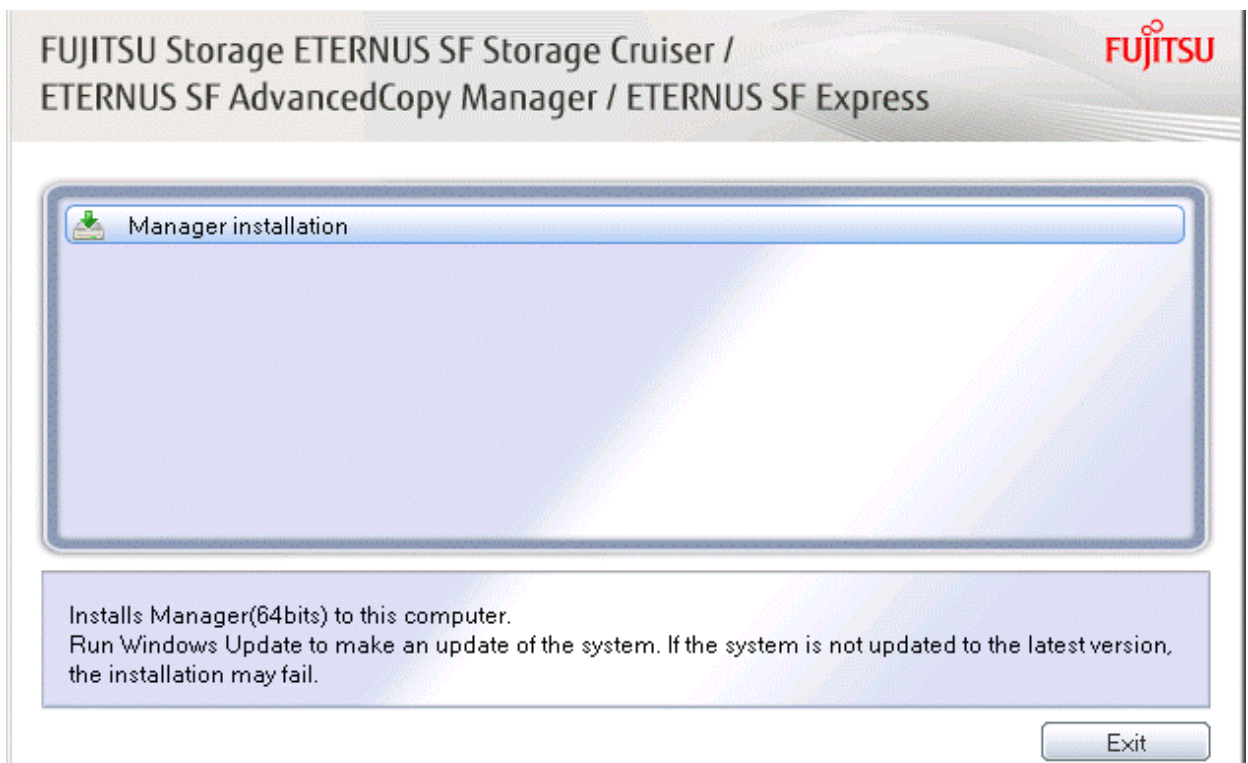 FUJITSU Storage ETERNUS SF Storage Cruiser /
ETERNUS SF AdvancedCopy Manager / ETERNUS SF Express
FUJITSU
Manager installation
Installs Manager(64bits) to this computer.
Run Windows Update to make an update of the system. If the system is not updated to the latest version,
the installation may fail.
Exit